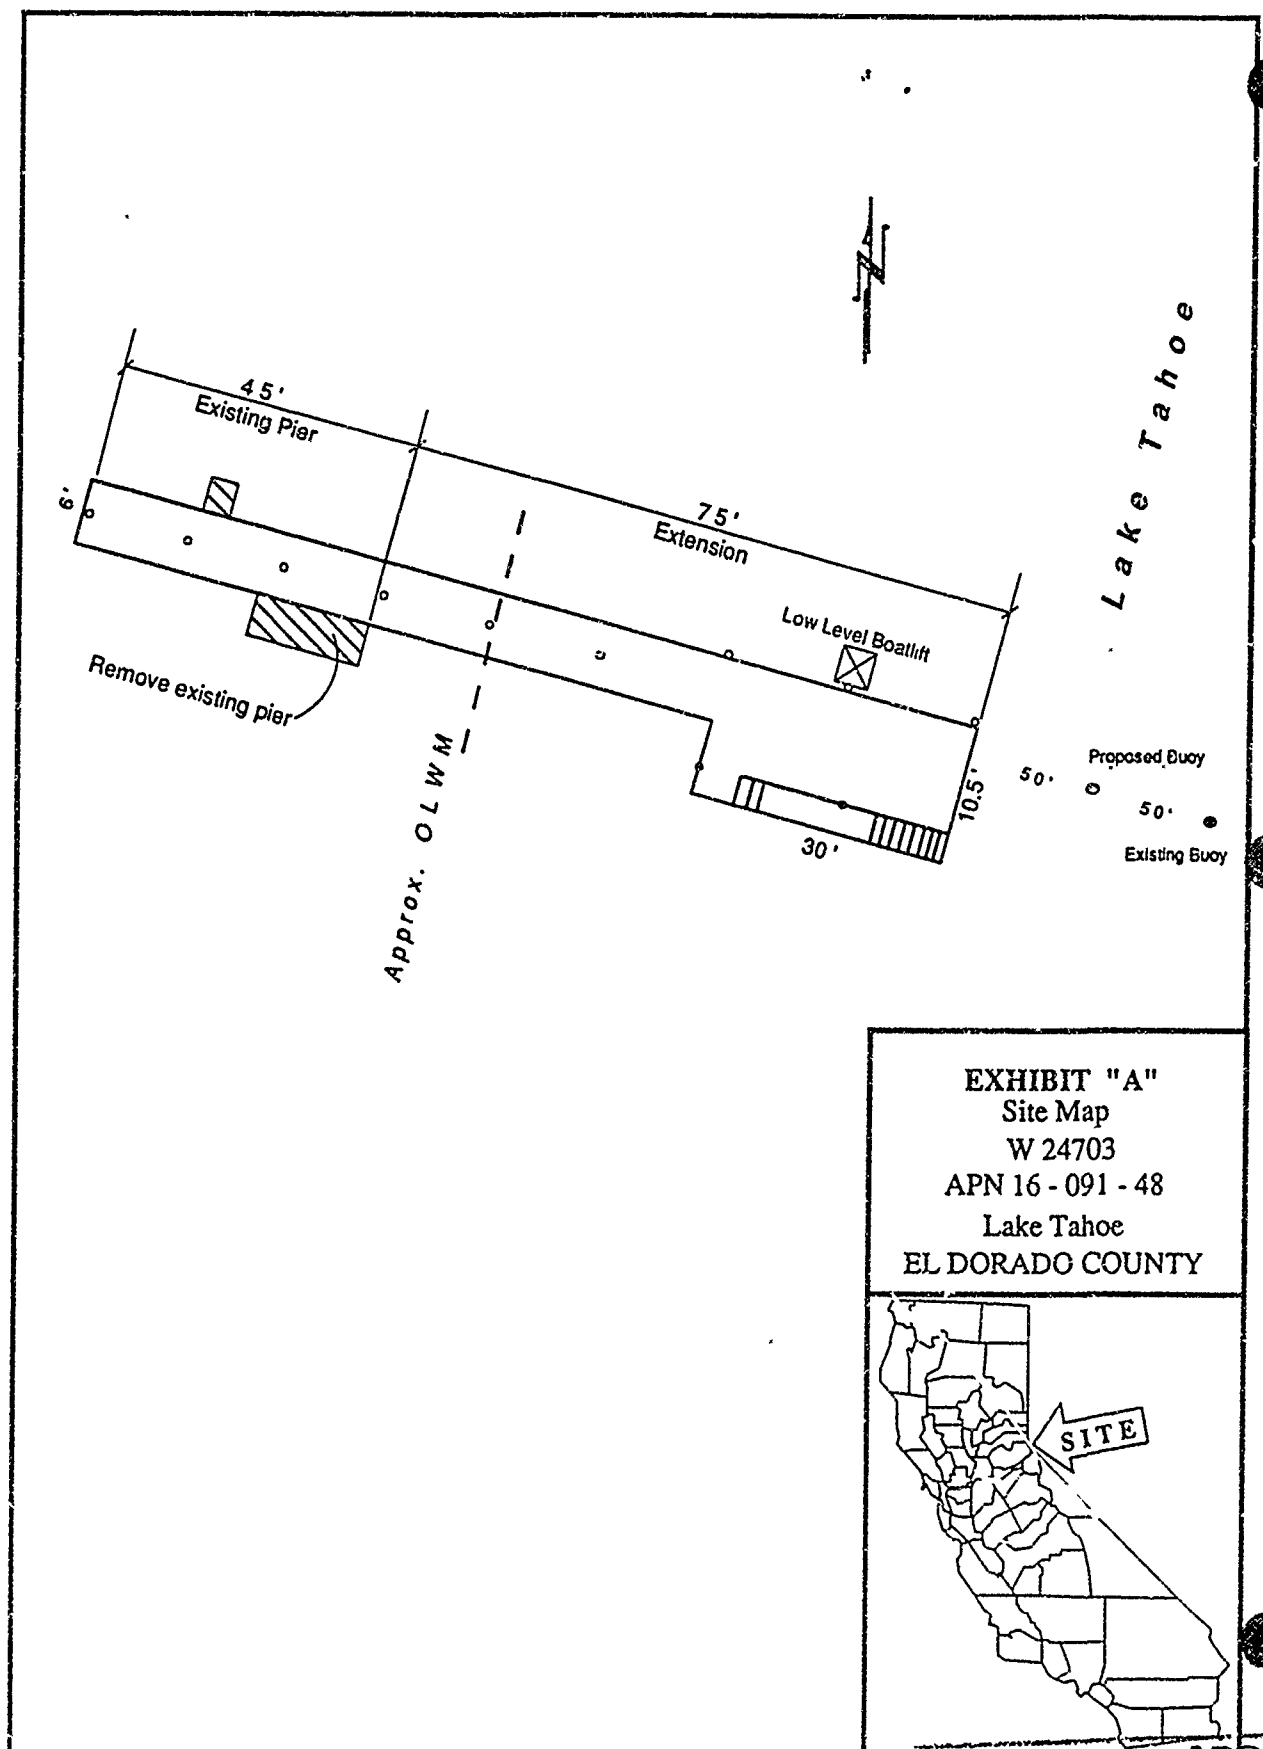 45'
Existing Pier
6'
75'
Extension
Lake Tahoe
Low Level Boatlift
Remove existing pier
Approx. OLWM
10.5'
30'
50'
Proposed Buoy
50'
Existing Buoy
EXHIBIT "A"
Site Map
W 24703
APN 16 - 091 - 48
Lake Tahoe
EL DORADO COUNTY
SITE